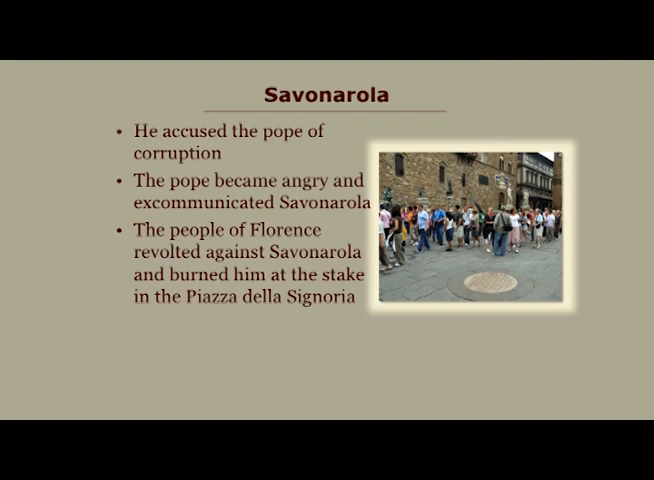 Savonarola
• He accused the pope of
corruption
• The pope became angry and
excommunicated Savonarola
• The people of Florence
revolted against Savonarola
and burned him at the stake
in the Piazza della Signoria